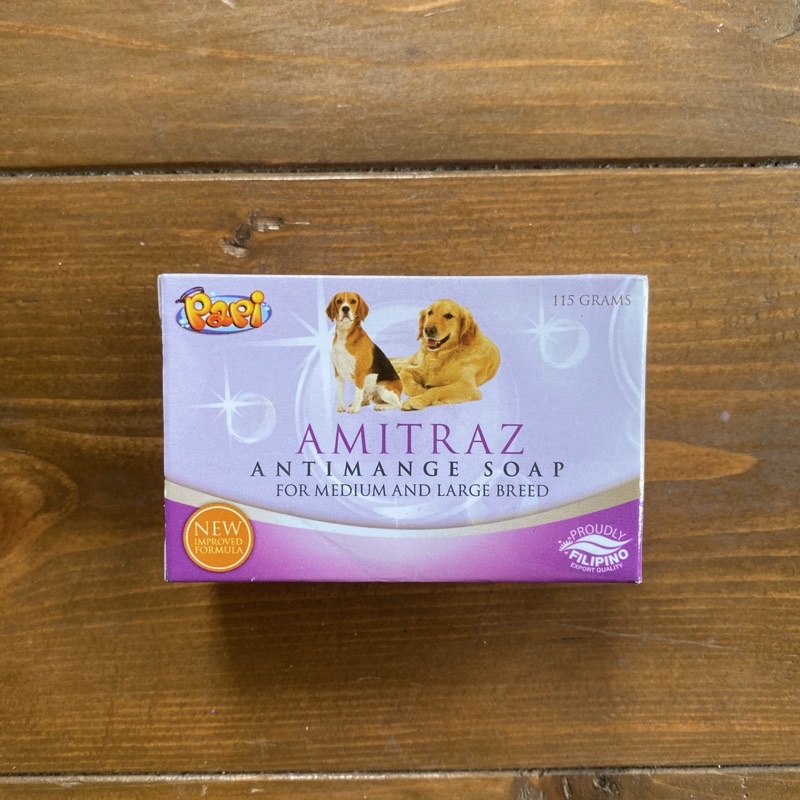 Papi
115 GRAMS
AMITRAZ
ANTIMANGE SOAP
FOR MEDIUM AND LARGE BREED
NEW
IMPROVED
FORMULA
PROUDLY
FILIPINO
EXPORT QUALITY